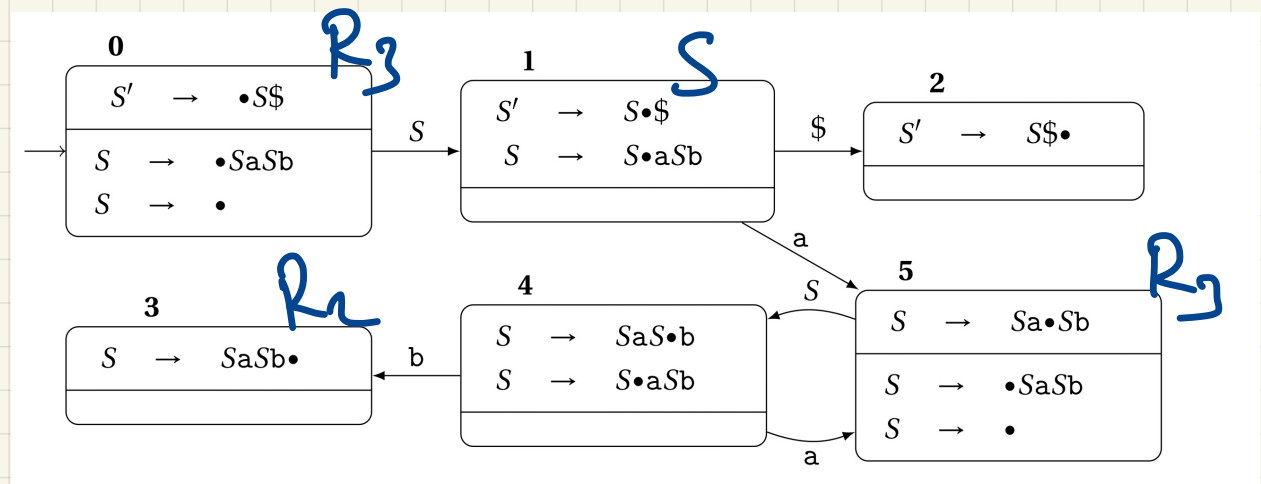 0
R3
S′ → •S$
S → •SaSb
S → •
S
1
S
S′ → S•$
S → S•aSb
$
2
S′ → S$•
a
3
R2
S → SaSb•
b
4
S → SaS•b
S → S•aSb
S
a
5
R3
S → Sa•Sb
S → •SaSb
S → •